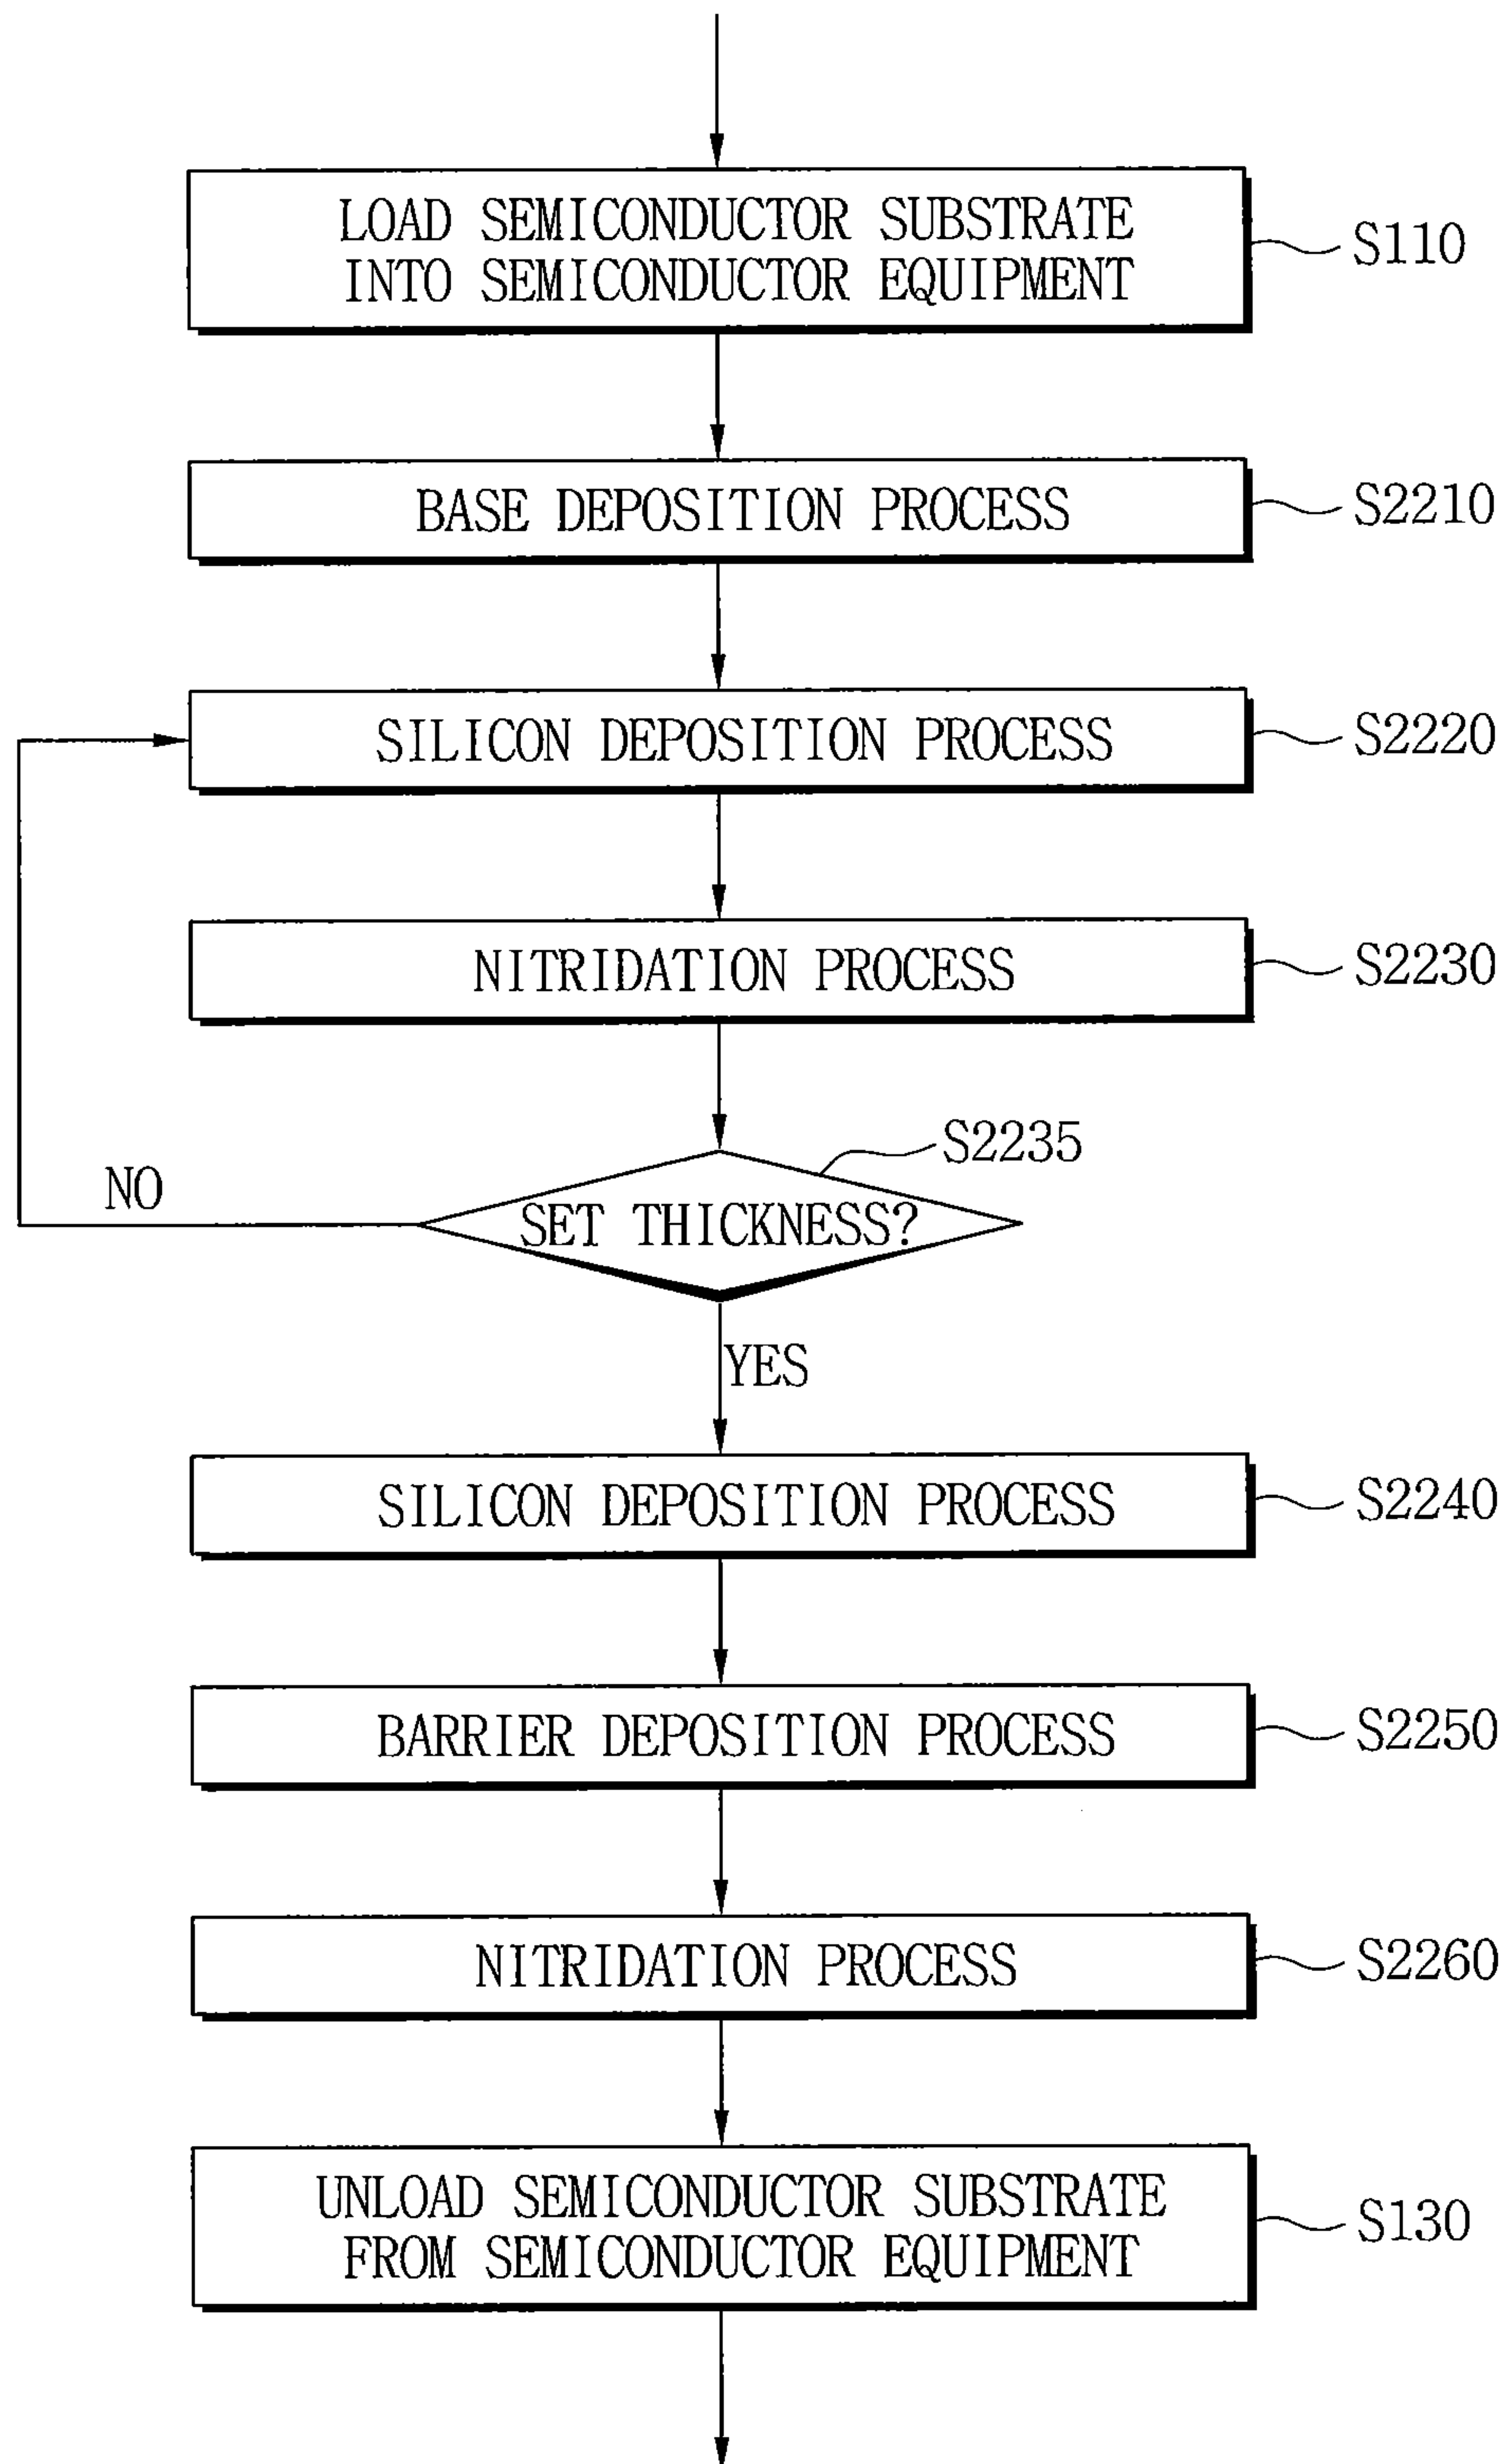 LOAD SEMICONDUCTOR SUBSTRATE
INTO SEMICONDUCTOR EQUIPMENT
S110
BASE DEPOSITION PROCESS
S2210
SILICON DEPOSITION PROCESS
S2220
NITRIDATION PROCESS
S2230
S2235
NO
SET THICKNESS?
YES
SILICON DEPOSITION PROCESS
S2240
BARRIER DEPOSITION PROCESS
S2250
NITRIDATION PROCESS
S2260
UNLOAD SEMICONDUCTOR SUBSTRATE
FROM SEMICONDUCTOR EQUIPMENT
S130